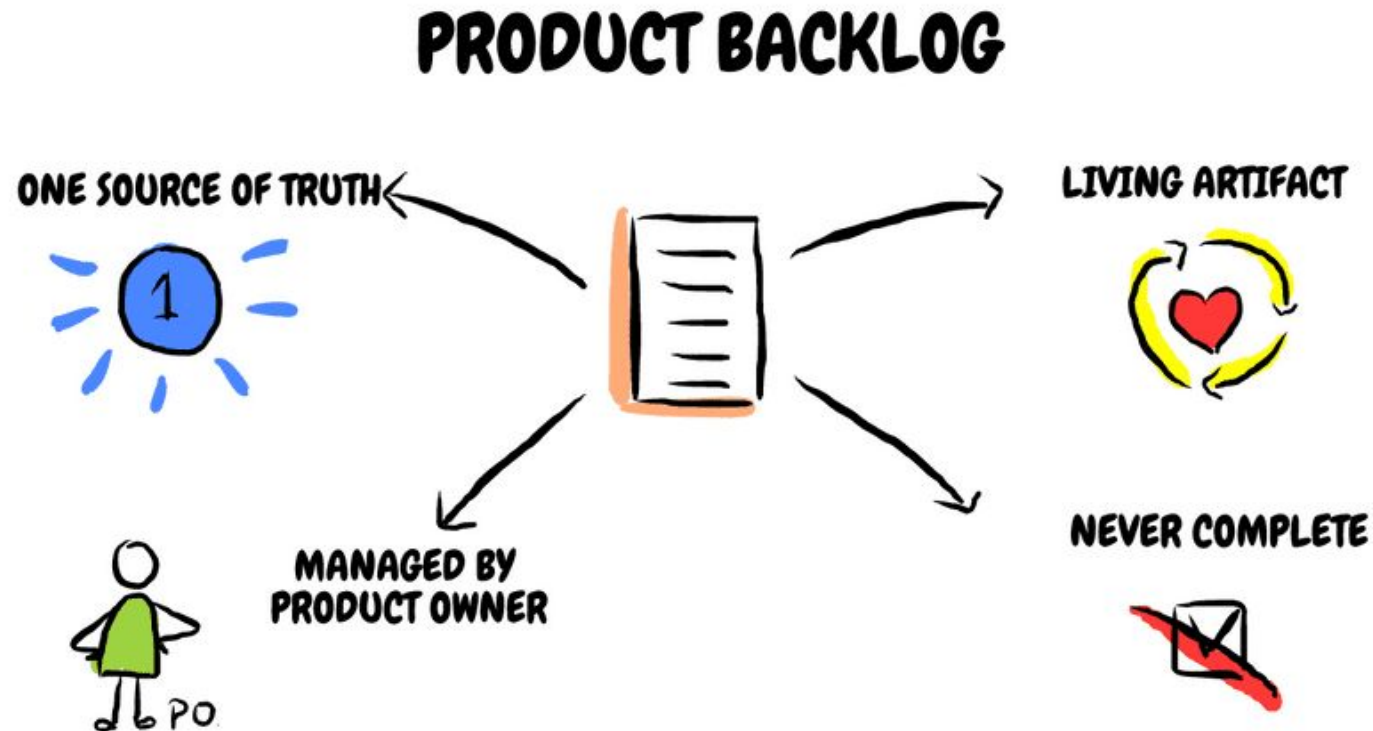 PRODUCT BACKLOG
ONE SOURCE OF TRUTH
1
LIVING ARTIFACT
MANAGED BY
PRODUCT OWNER
PO.
NEVER COMPLETE